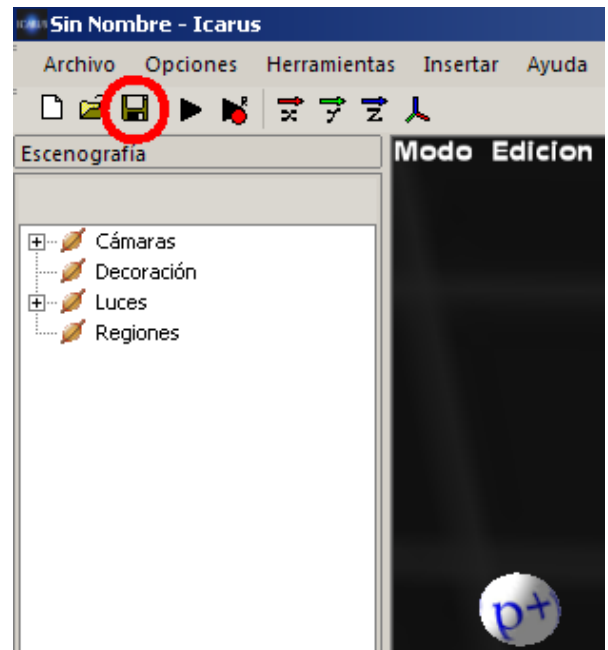 Sin Nombre - Icarus
Archivo Opciones Herramientas Insertar Ayuda
x y z
Escenografía
Modo Edicion
Cámaras
Decoración
Luces
Regiones
p+